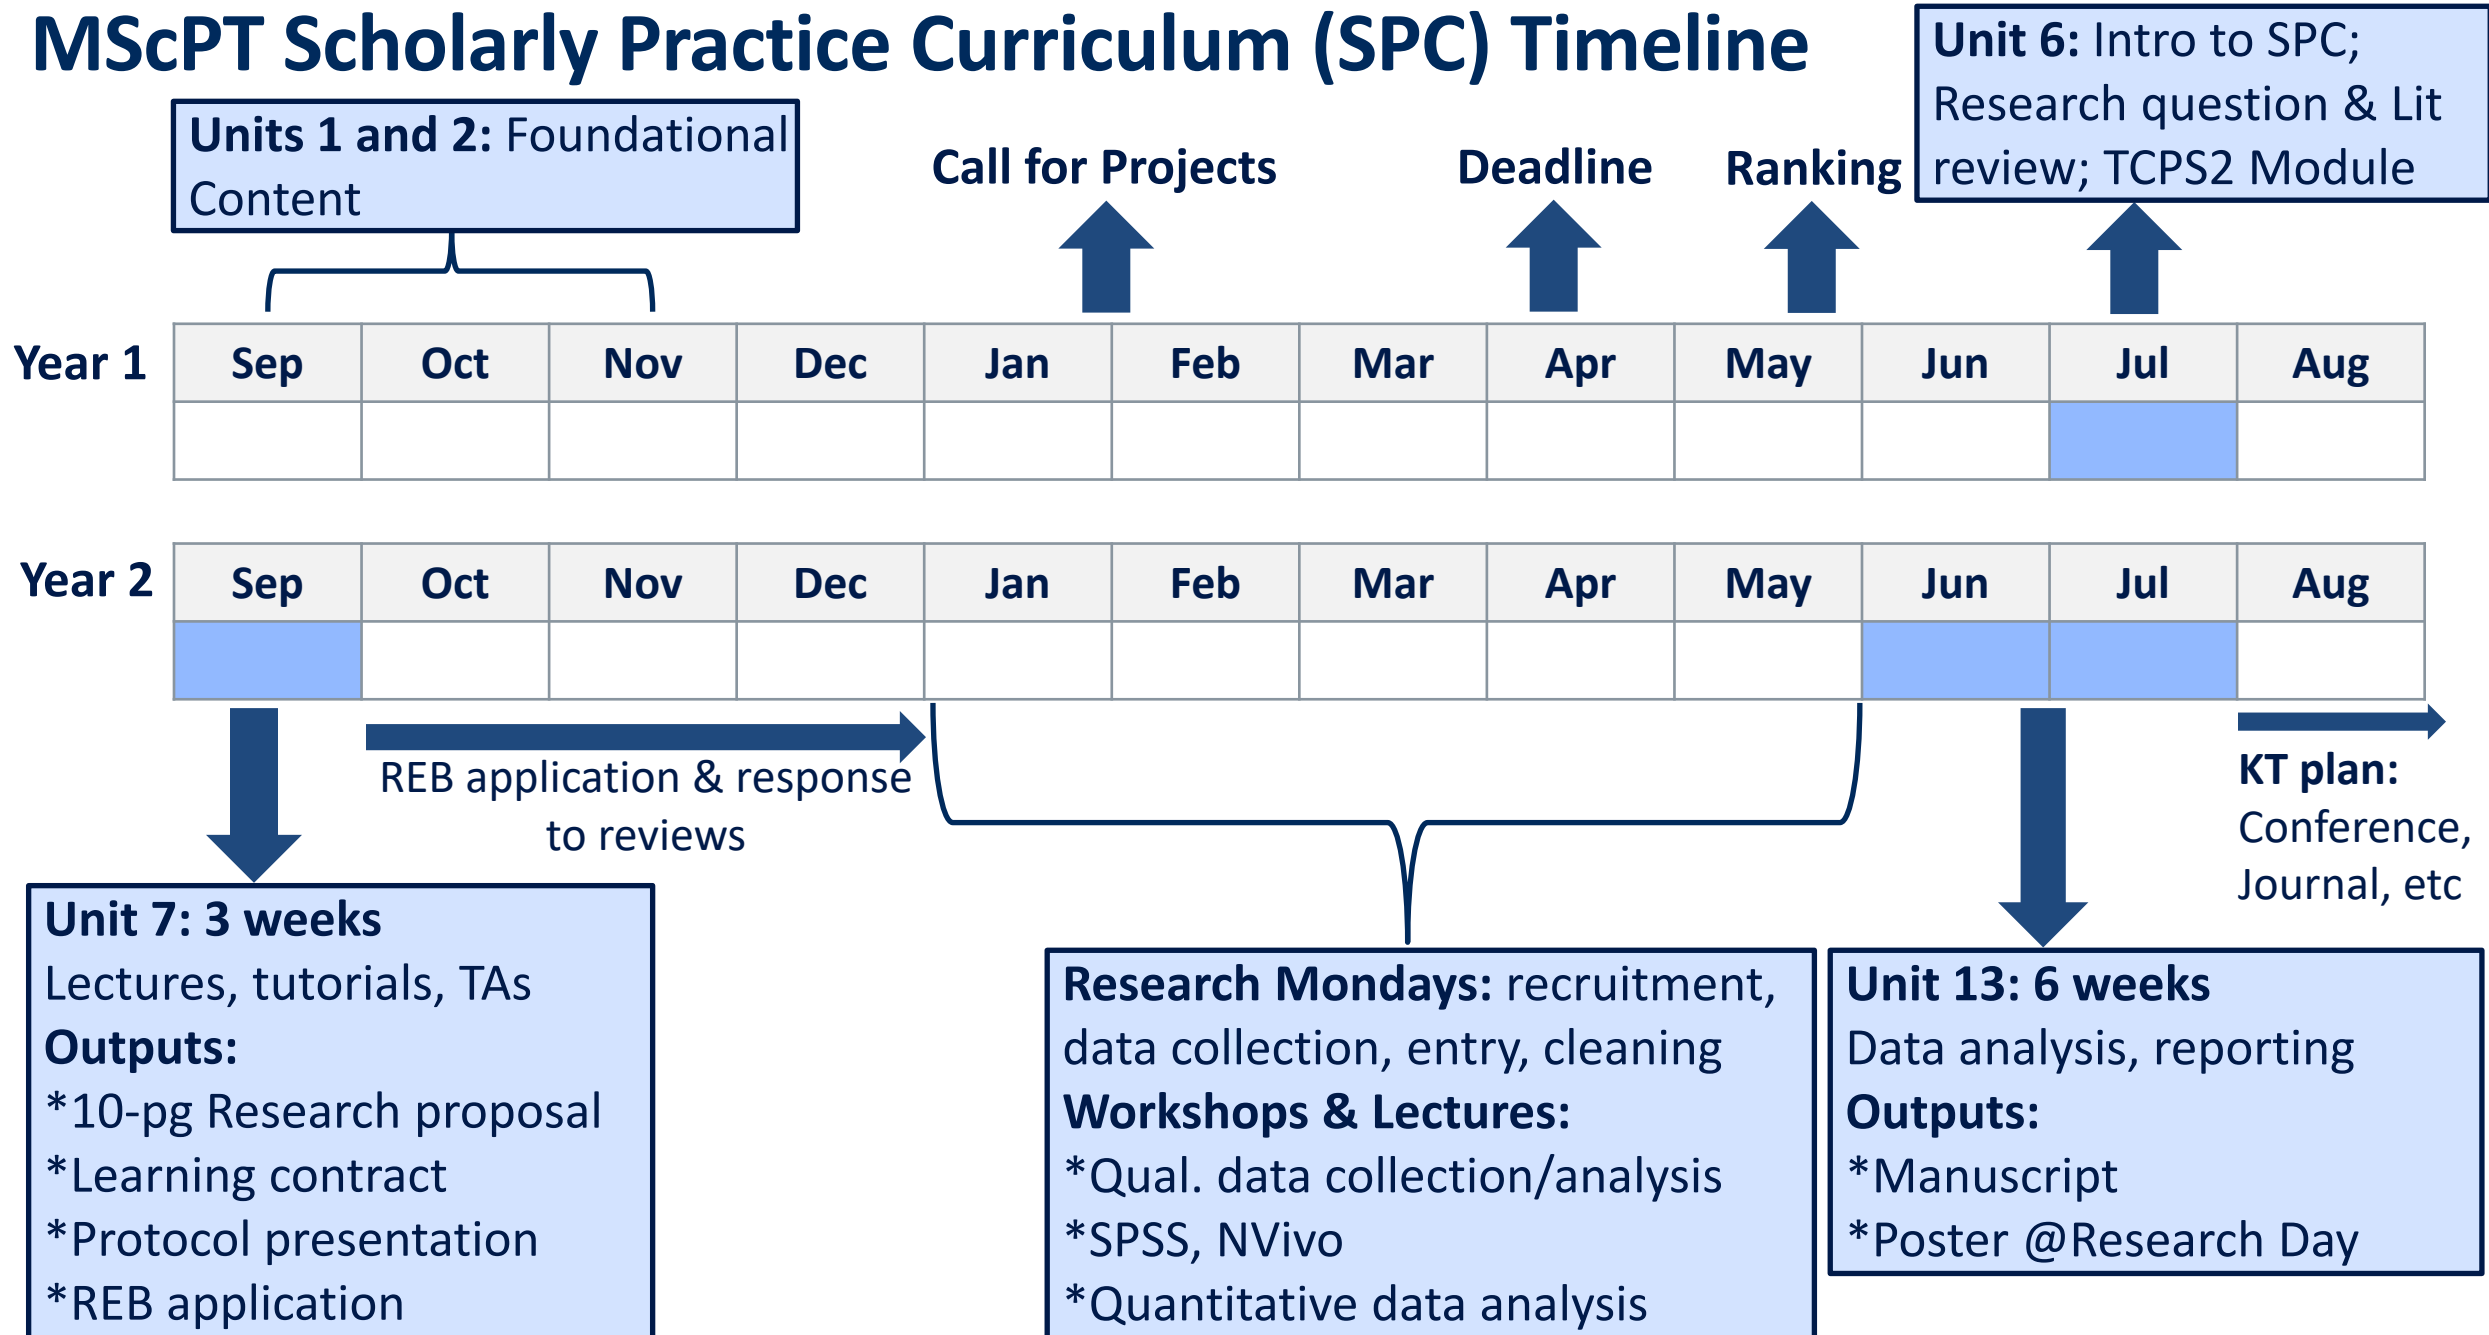 MScPT Scholarly Practice Curriculum (SPC) Timeline
Units 1 and 2: Foundational
Content
Call for Projects
Deadline
Ranking
Unit 6: Intro to SPC;
Research question & Lit
review; TCPS2 Module
Year 1
Sep Oct Nov Dec Jan Feb Mar Apr May Jun Jul Aug
Year 2
Sep Oct Nov Dec Jan Feb Mar Apr May Jun Jul Aug
REB application & response
to reviews
KT plan:
Conference,
Journal, etc
Unit 7: 3 weeks
Lectures, tutorials, TAs
Outputs:
*10-pg Research proposal
*Learning contract
*Protocol presentation
*REB application
Research Mondays: recruitment,
data collection, entry, cleaning
Workshops & Lectures:
*Qual. data collection/analysis
*SPSS, NVivo
*Quantitative data analysis
Unit 13: 6 weeks
Data analysis, reporting
Outputs:
*Manuscript
*Poster @Research Day